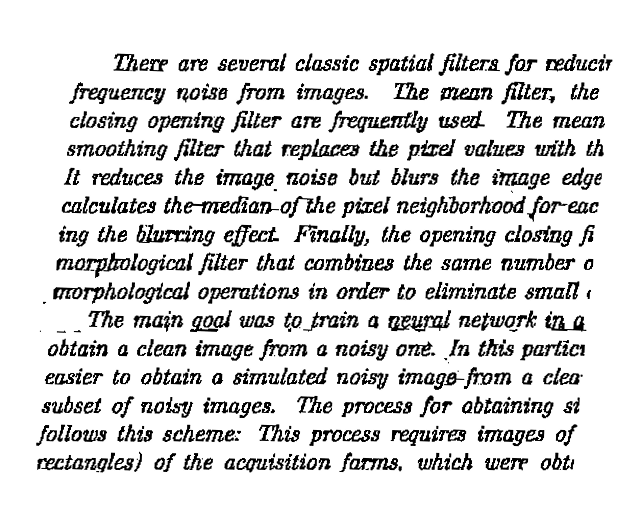 There are several classic spatial filters for reducir
frequency noise from images. The mean filter, the
closing opening filter are frequently used. The mean
smoothing filter that replaces the pixel values with th
It reduces the image noise but blurs the image edge
calculates the median of the pixel neighborhood for eac
ing the blurring effect. Finally, the opening closing fi
morphological filter that combines the same number o
morphological operations in order to eliminate small
The main goal was to train a neural network in a
obtain a clean image from a noisy one. In this partic
easier to obtain a simulated noisy image from a clea
subset of noisy images. The process for obtaining si
follows this scheme: This process requires images of
rectangles) of the acquisition forms, which were obt